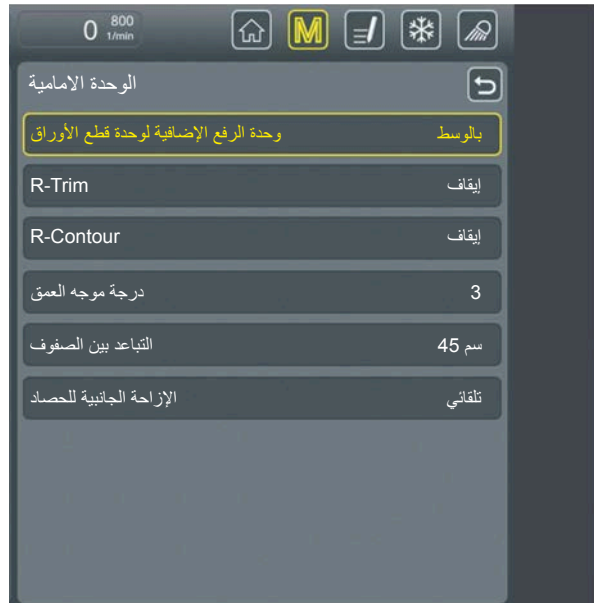 0 800 1/min M
الوحدة الامامية
وحدة الرفع الإضافية لوحدة قطع الأوراق بالوسط
R-Trim إيقاف
R-Contour إيقاف
درجة موجه العمق 3
التباعد بين الصفوف 45 سم
الإزاحة الجانبية للحصاد تلقائي